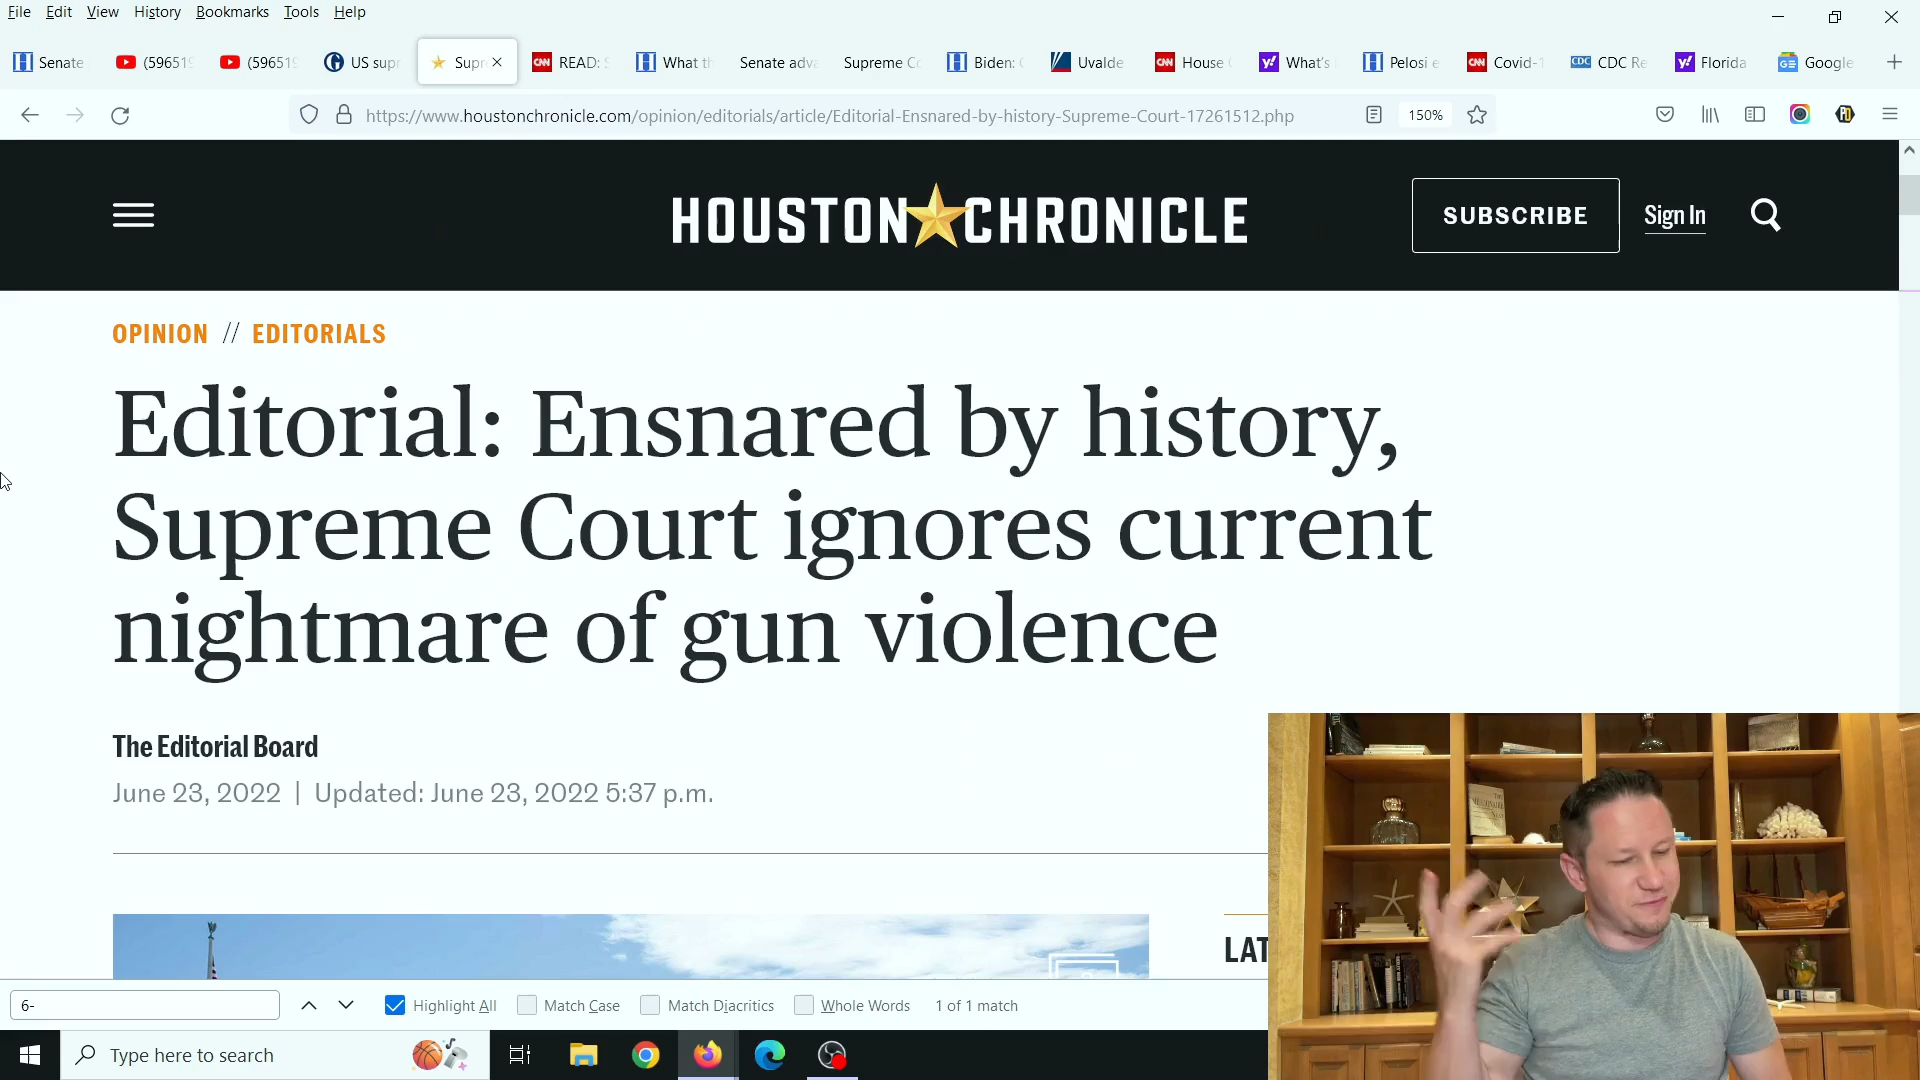 File Edit View History Bookmarks Tools Help
Senate (59651 (59651 US sup Supr READ: What th Senate adv Supreme Biden: Uvalde House What's Pelosi Covid-1 CDC Re Florida Google
https://www.houstonchronicle.com/opinion/editorials/article/Editorial-Ensnared-by-history-Supreme-Court-17261512.php 150%
HOUSTON CHRONICLE
SUBSCRIBE Sign In
OPINION // EDITORIALS
Editorial: Ensnared by history,
Supreme Court ignores current
nightmare of gun violence
The Editorial Board
June 23, 2022 | Updated: June 23, 2022 5:37 p.m.
LAT
6- Highlight All Match Case Match Diacritics Whole Words 1 of 1 match
Type here to search